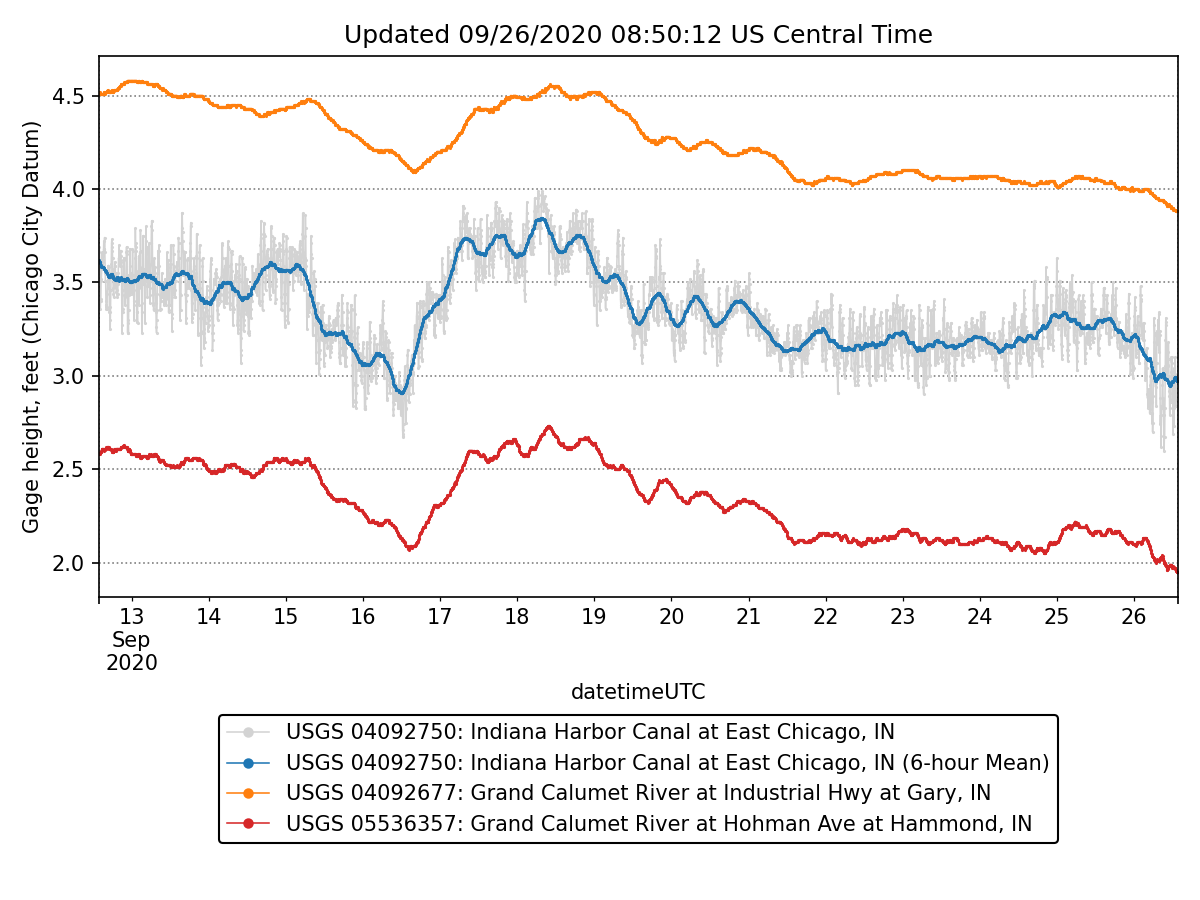 Updated 09/26/2020 08:50:12 US Central Time
Gage height, feet (Chicago City Datum)
4.5
4.0
3.5
3.0
2.5
2.0
13 14 15 16 17 18 19 20 21 22 23 24 25 26
Sep
2020
datetimeUTC
USGS 04092750: Indiana Harbor Canal at East Chicago, IN
USGS 04092750: Indiana Harbor Canal at East Chicago, IN (6-hour Mean)
USGS 04092677: Grand Calumet River at Industrial Hwy at Gary, IN
USGS 05536357: Grand Calumet River at Hohman Ave at Hammond, IN